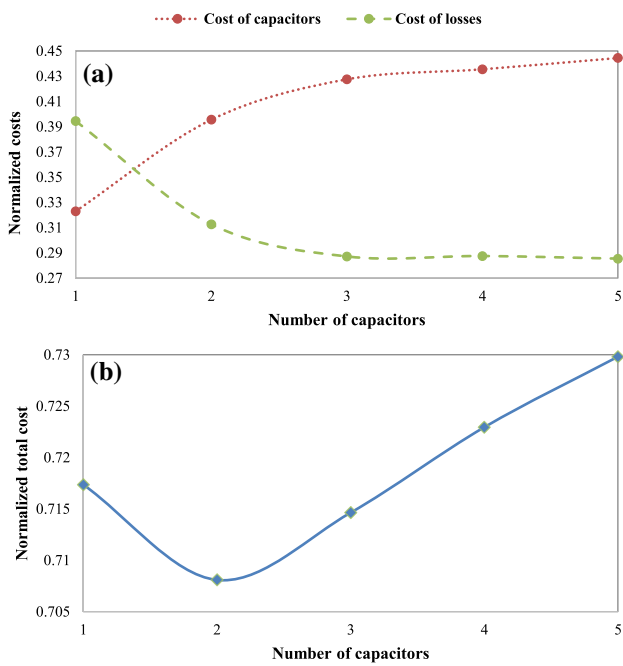 Cost of capacitors Cost of losses
(a)
Normalized costs
0.45
0.43
0.41
0.39
0.37
0.35
0.33
0.31
0.29
0.27
1 2 3 4 5
Number of capacitors
(b)
Normalized total cost
0.73
0.725
0.72
0.715
0.71
0.705
1 2 3 4 5
Number of capacitors